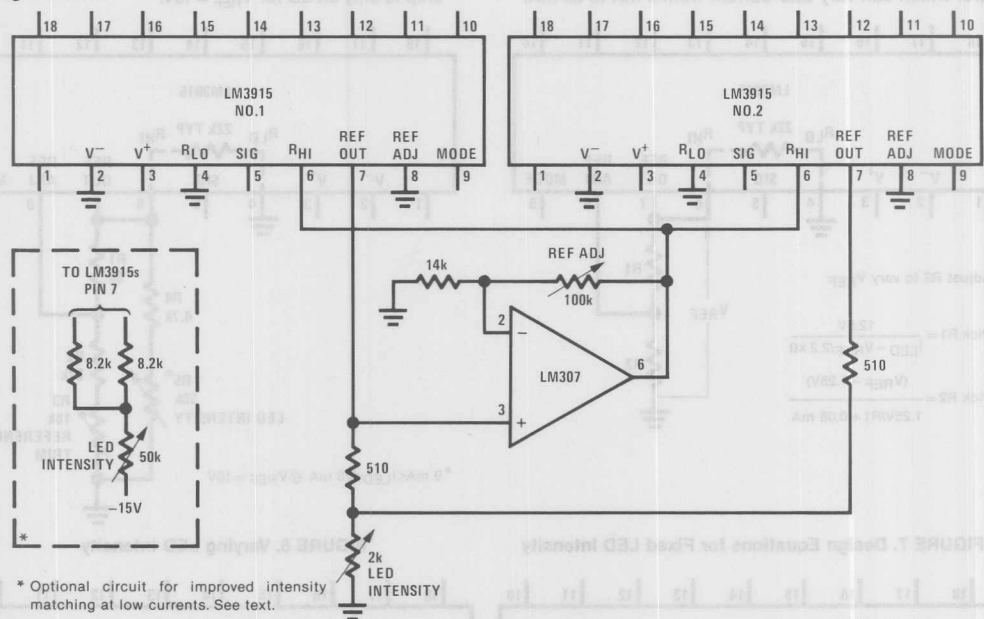 18 17 16 15 14 13 12 11 10
LM3915
NO.1
V⁻ V⁺ RLO SIG RHI REF OUT REF ADJ MODE
1 2 3 4 5 6 7 8 9
18 17 16 15 14 13 12 11 10
LM3915
NO.2
V⁻ V⁺ RLO SIG RHI REF OUT REF ADJ MODE
1 2 3 4 5 6 7 8 9
TO LM3915s
PIN 7
8.2k 8.2k
LED
INTENSITY
50k
–15V
*
14k
REF ADJ
100k
2
–
LM307
6
3
+
510
510
2k
LED
INTENSITY
* Optional circuit for improved intensity
matching at low currents. See text.